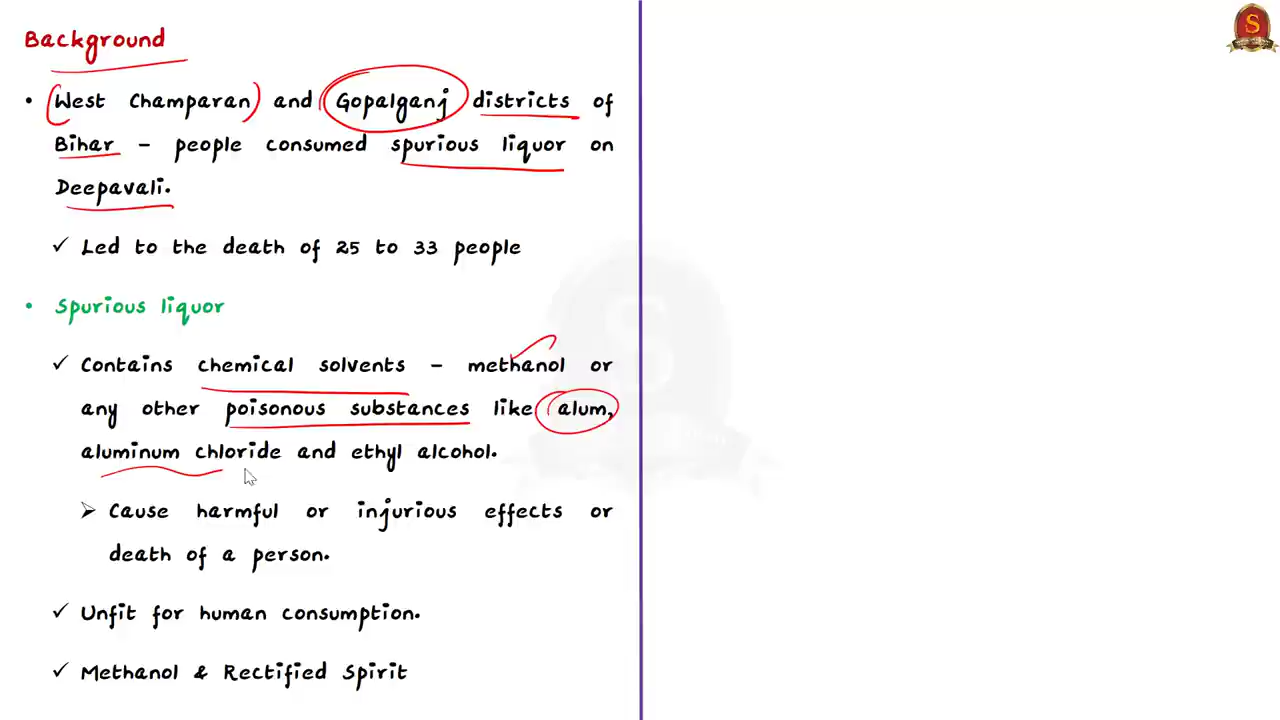 Background
• West Champaran and Gopalganj districts of
Bihar – people consumed spurious liquor on
Deepavali.
✓ Led to the death of 25 to 33 people
• Spurious liquor
✓ Contains chemical solvents – methanol or
any other poisonous substances like alum,
aluminum chloride and ethyl alcohol.
➢ Cause harmful or injurious effects or
death of a person.
✓ Unfit for human consumption.
✓ Methanol & Rectified Spirit
S